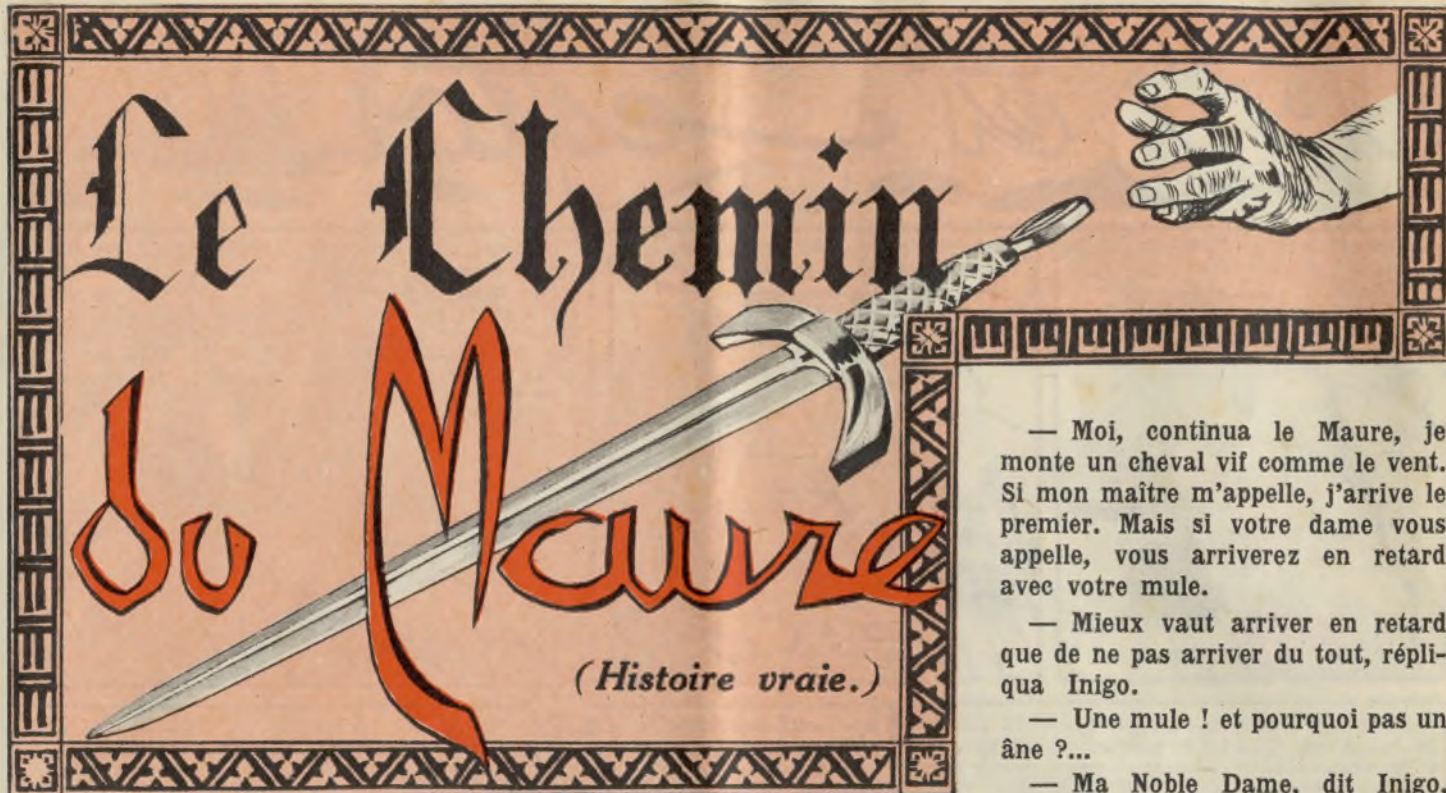 Le Chemin
du Maure
(Histoire vraie.)
— Moi, continua le Maure, je
monte un cheval vif comme le vent.
Si mon maître m'appelle, j'arrive le
premier. Mais si votre dame vous
appelle, vous arriverez en retard
avec votre mule.
— Mieux vaut arriver en retard
que de ne pas arriver du tout, répli-
qua Inigo.
— Une mule ! et pourquoi pas un
âne ?...
— Ma Noble Dame, dit Inigo,